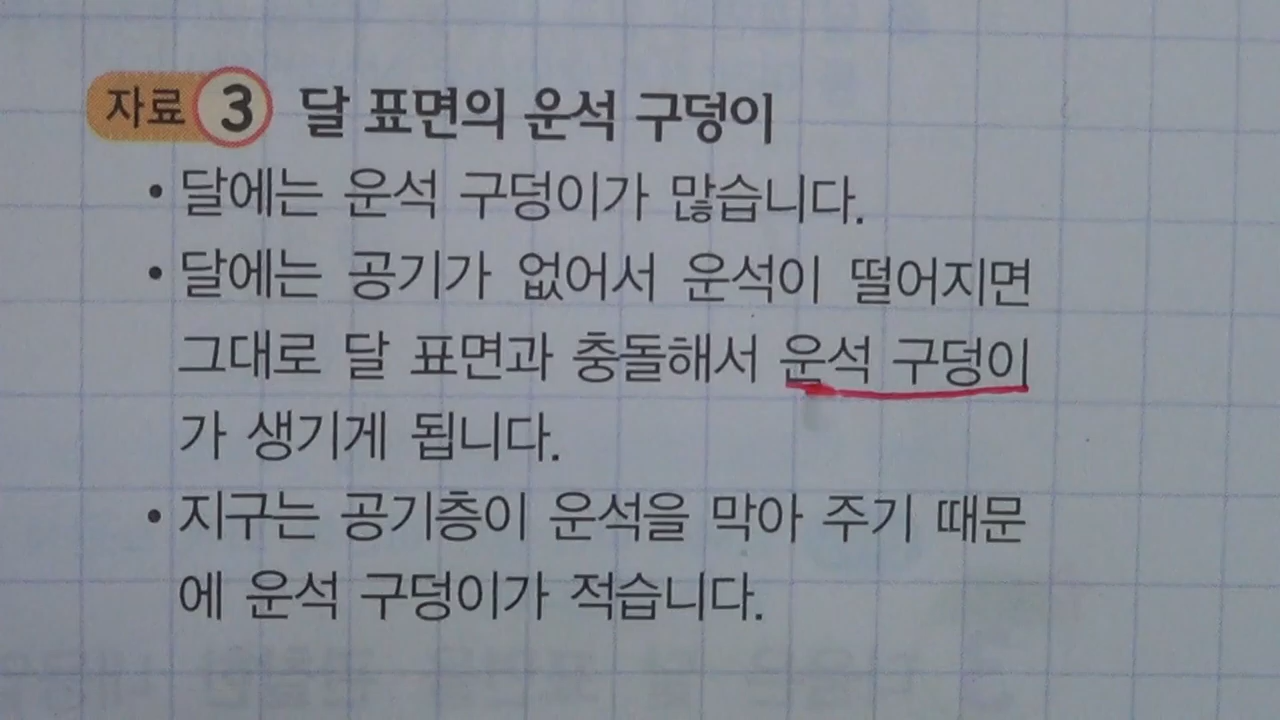 자료 3 달 표면의 운석 구덩이
• 달에는 운석 구덩이가 많습니다.
• 달에는 공기가 없어서 운석이 떨어지면
그대로 달 표면과 충돌해서 운석 구덩이
가 생기게 됩니다.
• 지구는 공기층이 운석을 막아 주기 때문
에 운석 구덩이가 적습니다.